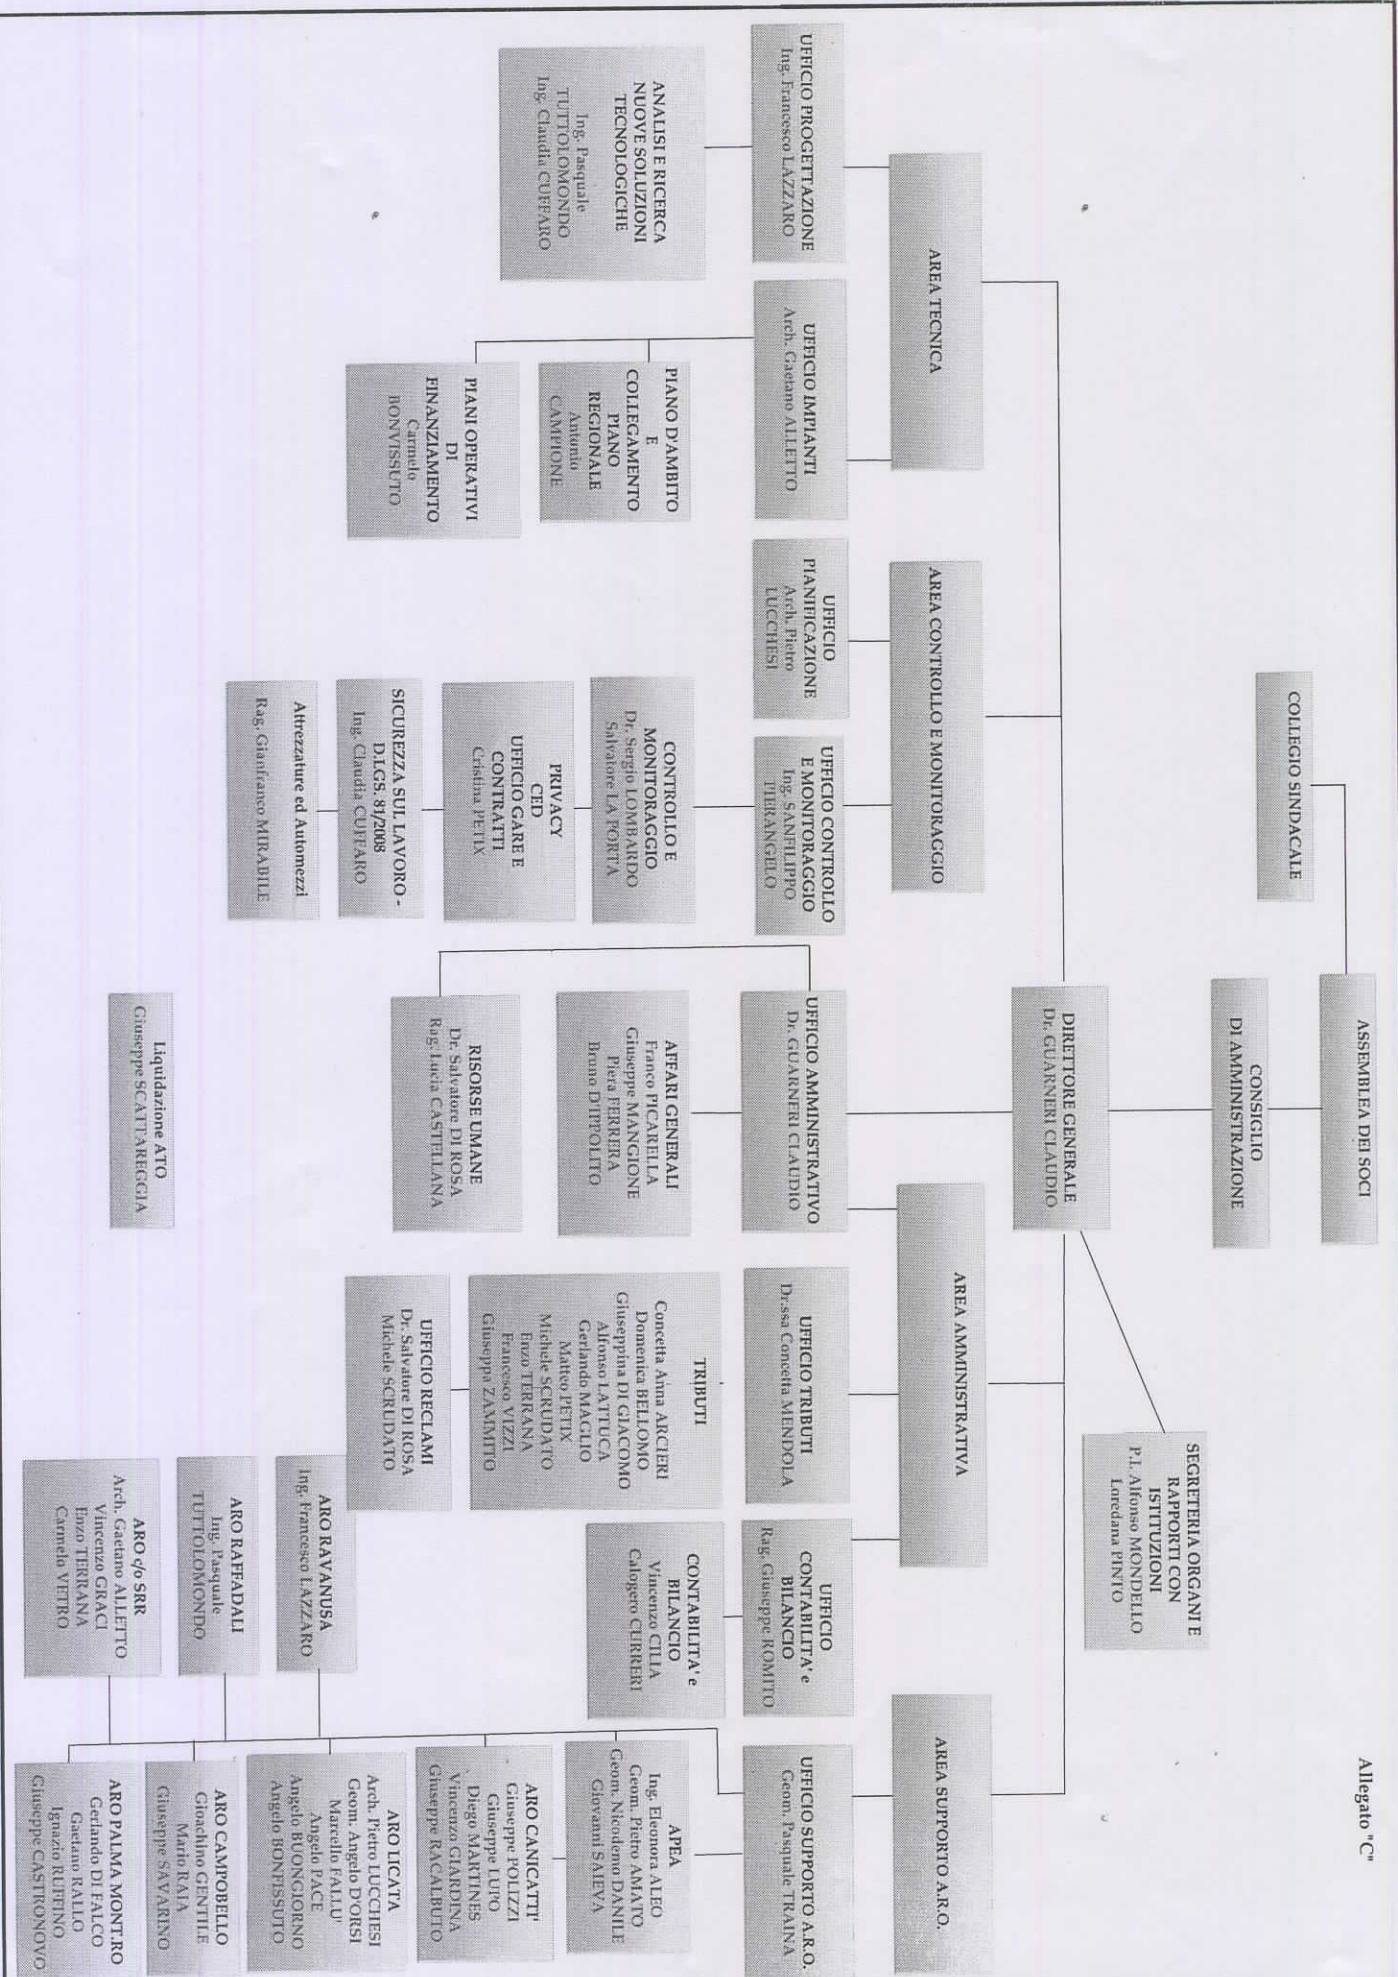 Allegato "C"
ASSEMBLEA DEI SOCI
COLLEGIO SINDACALE
CONSIGLIO
DI AMMINISTRAZIONE
DIRETTORE GENERALE
Dr. GUARNERI CLAUDIO
SEGRETERIA ORGANI E
RAPPORTI CON
ISTITUZIONI
P.I. Alfonso MONDELLO
Loredana PINTO
AREA TECNICA
AREA CONTROLLO E MONITORAGGIO
AREA AMMINISTRATIVA
AREA SUPPORTO A.R.O.
UFFICIO PROGETTAZIONE
Ing. Francesco LAZZARO
UFFICIO IMPIANTI
Arch. Gaetano ALLETTO
UFFICIO
PIANIFICAZIONE
Arch. Pietro
LUCCHESI
UFFICIO CONTROLLO
E MONITORAGGIO
Ing. SANFILIPPO
PIERANGELO
UFFICIO AMMINISTRATIVO
Dr. GUARNERI CLAUDIO
UFFICIO TRIBUTI
Dr.ssa Concetta MENDOLA
UFFICIO
CONTABILITA' e
BILANCIO
Rag. Giuseppe ROMITO
UFFICIO SUPPORTO A.R.O.
Geom. Pasquale TRAINA
ANALISI E RICERCA
NUOVE SOLUZIONI
TECNOLOGICHE
Ing. Pasquale
TUTTOLOMONDO
Ing. Claudia CUFFARO
PIANO D'AMBITO
E
COLLEGAMENTO
PIANO
REGIONALE
Antonio
CAMPIONE
PIANI OPERATIVI
DI
FINANZIAMENTO
Carmelo
BONVISSUTO
CONTROLLO E
MONITORAGGIO
Dr. Sergio LOMBARDO
Salvatore LA PORTA
PRIVACY
CED
UFFICIO GARE E
CONTRATTI
Cristina PETIX
SICUREZZA SUL LAVORO -
D.LGS. 81/2008
Ing. Claudia CUFFARO
Attrezzature ed Automezzi
Rag. Gianfranco MIRABILE
AFFARI GENERALI
Franco PICARELLA
Giuseppe MANGIONE
Piera FERRERA
Bruno D'IPPOLITO
RISORSE UMANE
Dr. Salvatore DI ROSA
Rag. Lucia CASTELLANA
Liquidazione ATO
Giuseppe SCATTAREGGIA
TRIBUTI
Concetta Anna ARCIERI
Domenica BELLOMO
Giuseppina DI GIACOMO
Alfonso LATTUCA
Gerlando MAGLIO
Matteo PETIX
Michele SCRUDATO
Enzo TERRANA
Francesco VIZZI
Giuseppa ZAMMITO
UFFICIO RECLAMI
Dr. Salvatore DI ROSA
Michele SCRUDATO
CONTABILITA' e
BILANCIO
Vincenzo CILIA
Calogero CURRERI
APEA
Ing. Eleonora ALEO
Geom. Pietro AMATO
Geom. Nicodemo DANILE
Giovanni SAIEVA
ARO CANICATTI'
Giuseppe POLIZZI
Giuseppe LUPO
Diego MARTINES
Vincenzo GIARDINA
Giuseppe RACALBUTO
ARO RAVANUSA
Ing. Francesco LAZZARO
ARO LICATA
Arch. Pietro LUCCHESI
Geom. Angelo D'ORSI
Marcello FALLU'
Angelo PACE
Angelo BUONGIORNO
Angelo BONFISSUTO
ARO RAFFADALI
Ing. Pasquale
TUTTOLOMONDO
ARO CAMPOBELLO
Gioachino GENTILE
Mario RAIA
Giuseppe SAVARINO
ARO c/o SRR
Arch. Gaetano ALLETTO
Vincenzo GRACI
Enzo TERRANA
Carmelo VETRO
ARO PALMA MONT.RO
Gerlando DI FALCO
Gaetano RALLO
Ignazio RUFFINO
Giuseppe CASTRONOVO